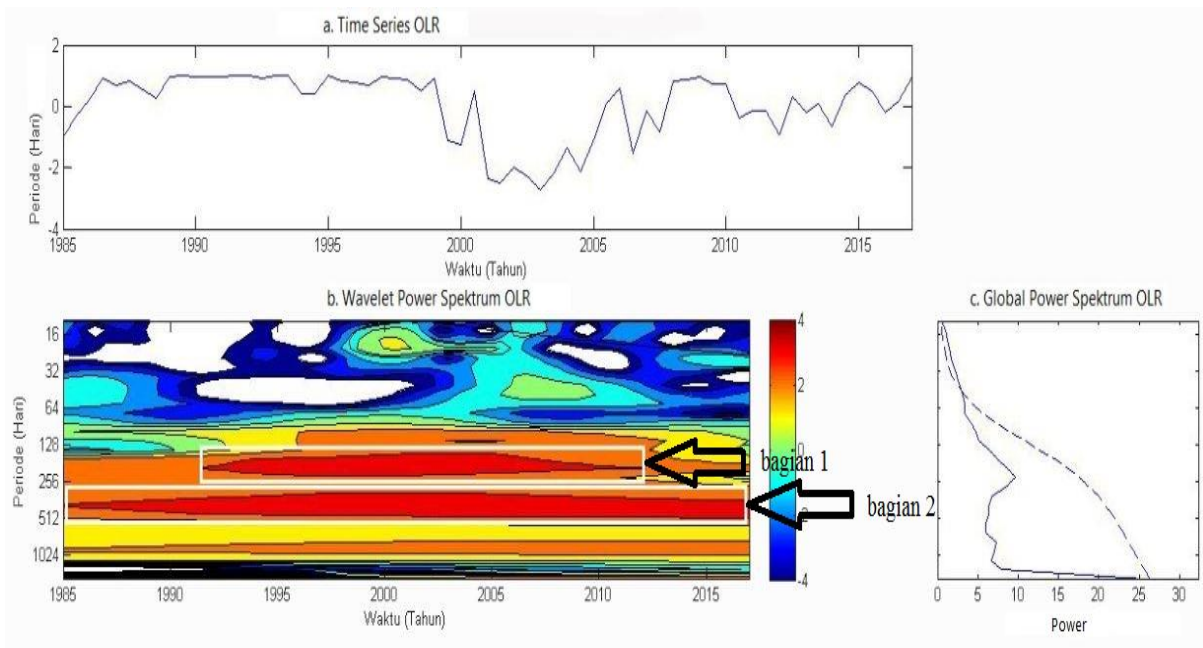 a. Time Series OLR
2
0
-2
-4
Periode (Hari)
1985 1990 1995 2000 2005 2010 2015
Waktu (Tahun)
b. Wavelet Power Spektrum OLR
16
32
64
128
256
512
1024
Periode (Hari)
1985 1990 1995 2000 2005 2010 2015
Waktu (Tahun)
4
2
0
-2
-4
bagian 1
bagian 2
c. Global Power Spektrum OLR
0 5 10 15 20 25 30
Power